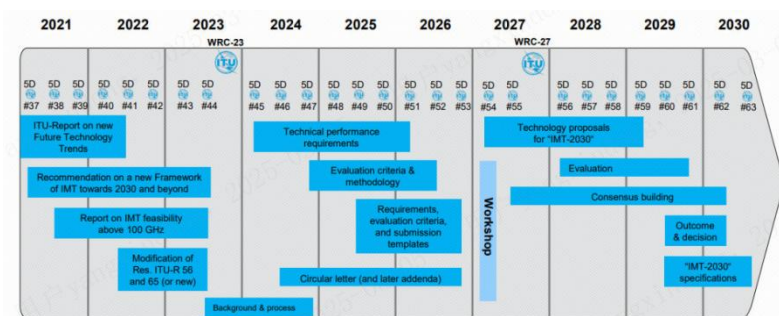 2021 2022 2023 2024 2025 2026 2027 2028 2029 2030
WRC-23 WRC-27
ITU ITU
5D 5D 5D 5D 5D 5D 5D 5D 5D 5D 5D 5D 5D 5D 5D 5D 5D 5D 5D 5D 5D 5D 5D 5D 5D 5D 5D
#37 #38 #39 #40 #41 #42 #43 #44 #45 #46 #47 #48 #49 #50 #51 #52 #53 #54 #55 #56 #57 #58 #59 #60 #61 #62 #63
ITU-Report on new
Future Technology
Trends
Technical performance
requirements
Technology proposals
for "IMT-2030"
Recommendation on a new Framework
of IMT towards 2030 and beyond
Evaluation criteria &
methodology
Evaluation
Consensus building
Report on IMT feasibility
above 100 GHz
Requirements,
evaluation criteria,
and submission
templates
Workshop
Outcome
& decision
Modification of
Res. ITU-R 56
and 65 (or new)
Circular letter (and later addenda)
"IMT-2030"
specifications
Background & process